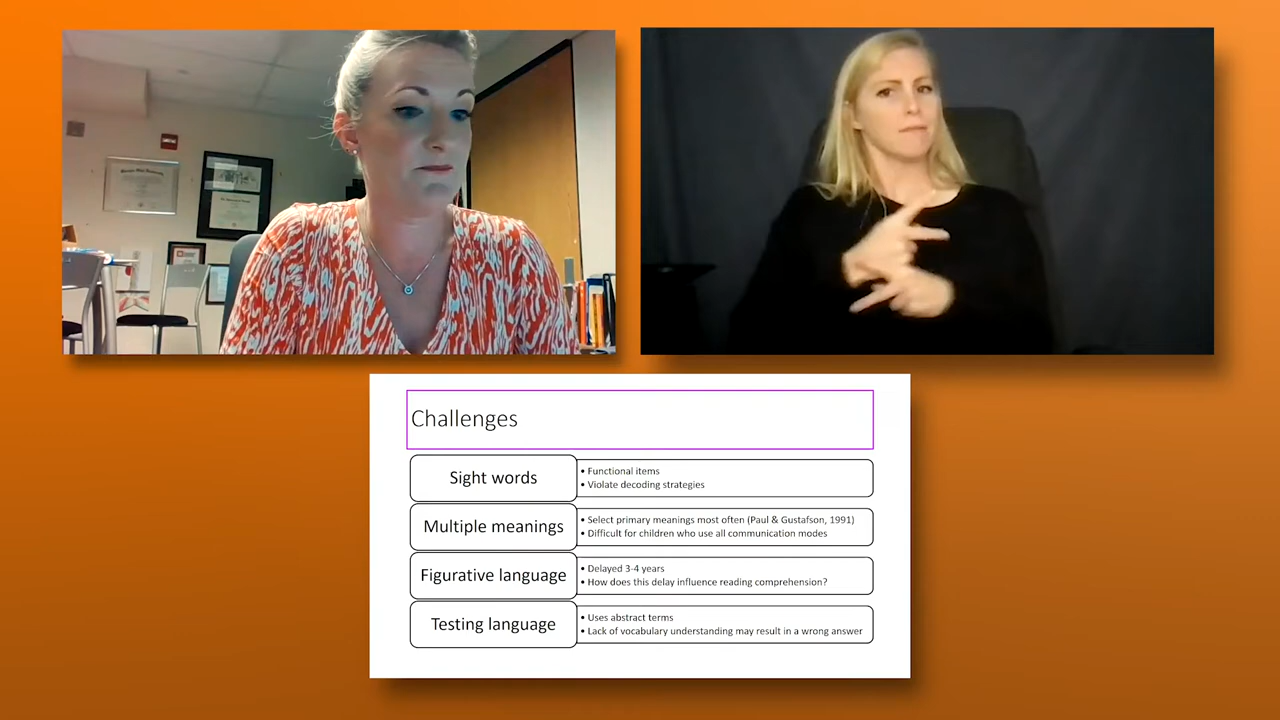 Challenges
Sight words
• Functional items
• Violate decoding strategies
Multiple meanings
• Select primary meanings most often (Paul & Gustafson, 1991)
• Difficult for children who use all communication modes
Figurative language
• Delayed 3-4 years
• How does this delay influence reading comprehension?
Testing language
• Uses abstract terms
• Lack of vocabulary understanding may result in a wrong answer